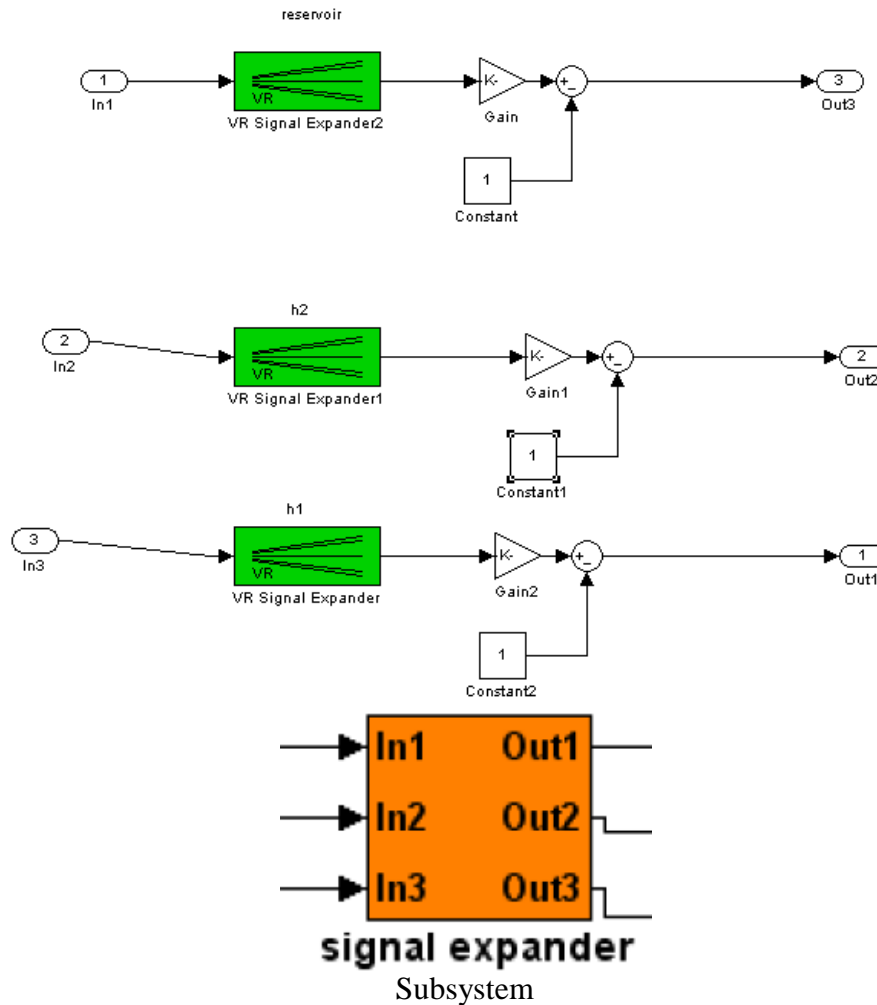 reservoir
1
In1
VR
VR Signal Expander2
K-
Gain
+
-
3
Out3
1
Constant
h2
2
In2
VR
VR Signal Expander1
K-
Gain1
+
-
2
Out2
1
Constant1
h1
3
In3
VR
VR Signal Expander
K-
Gain2
+
-
1
Out1
1
Constant2
In1 Out1
In2 Out2
In3 Out3
signal expander
Subsystem